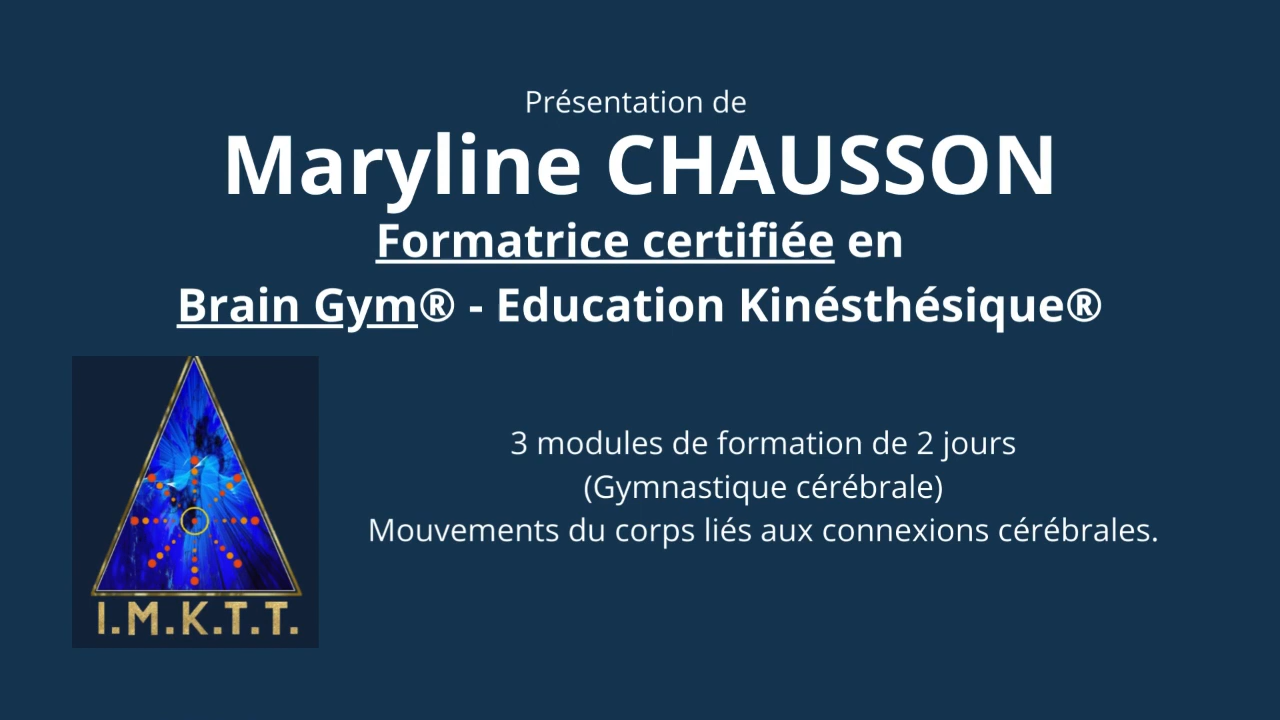 Présentation de
Maryline CHAUSSON
Formatrice certifiée en
Brain Gym® - Education Kinésthésique®
3 modules de formation de 2 jours
(Gymnastique cérébrale)
Mouvements du corps liés aux connexions cérébrales.
I.M.K.T.T.